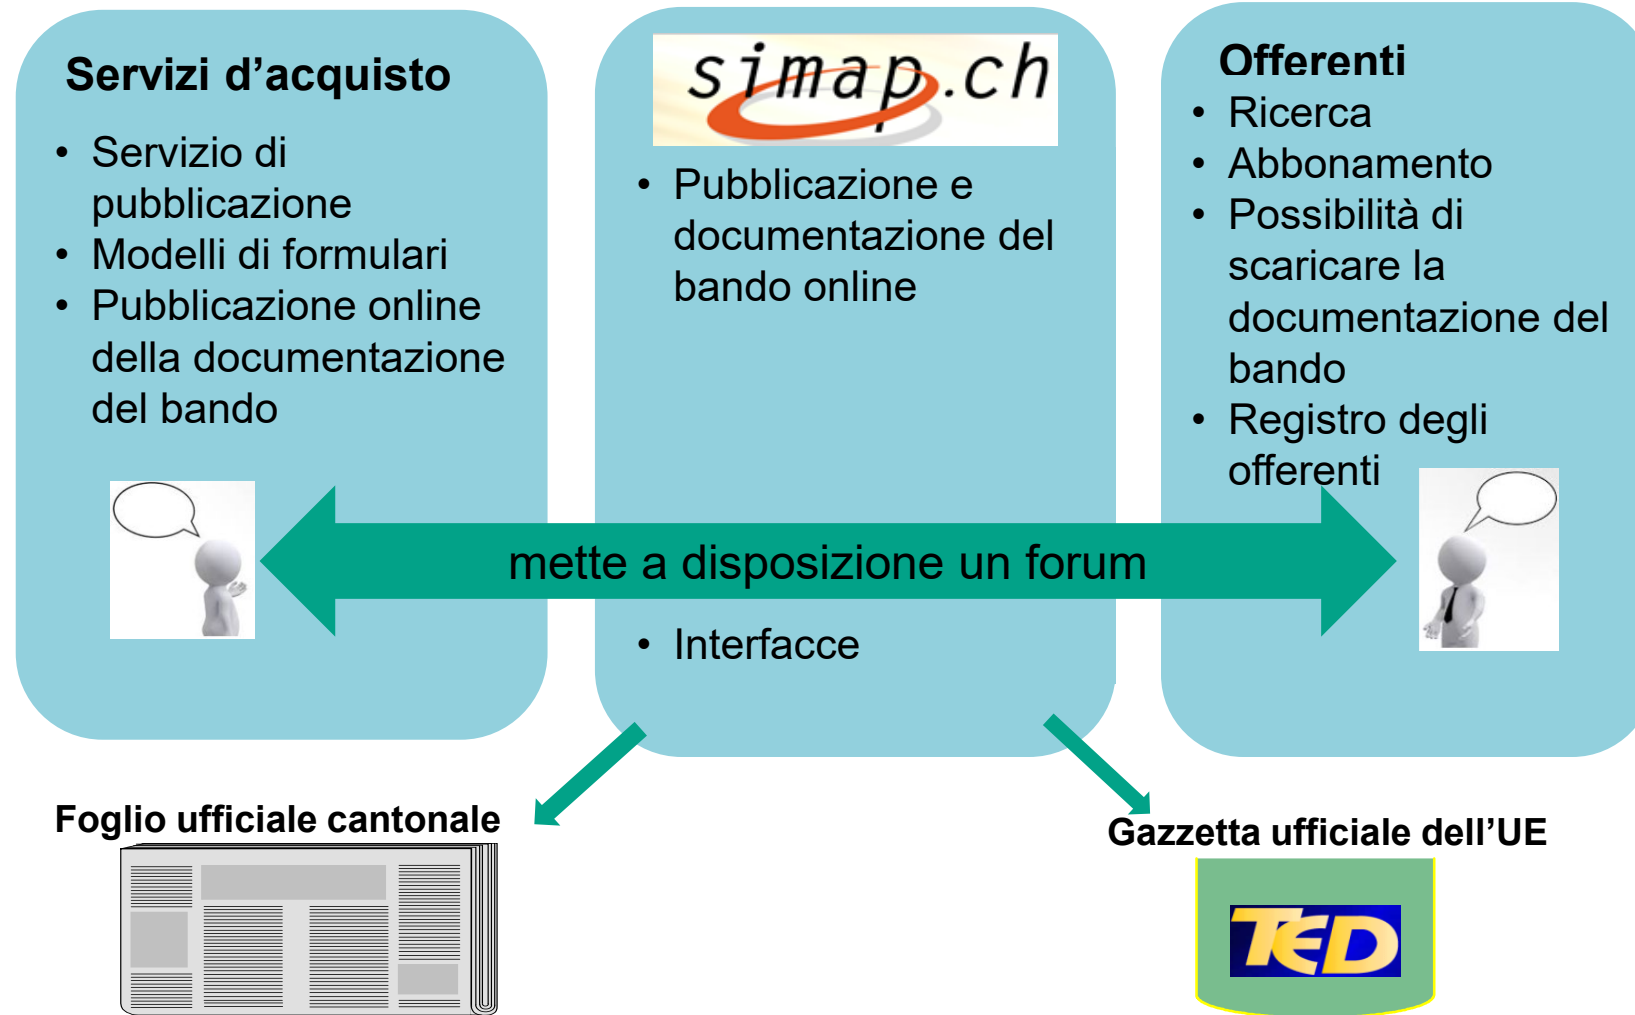 Servizi d’acquisto
• Servizio di
pubblicazione
• Modelli di formulari
• Pubblicazione online
della documentazione
del bando
simap.ch
• Pubblicazione e
documentazione del
bando online
Offerenti
• Ricerca
• Abbonamento
• Possibilità di
scaricare la
documentazione del
bando
• Registro degli
offerenti
mette a disposizione un forum
• Interfacce
Foglio ufficiale cantonale
Gazzetta ufficiale dell’UE
TED